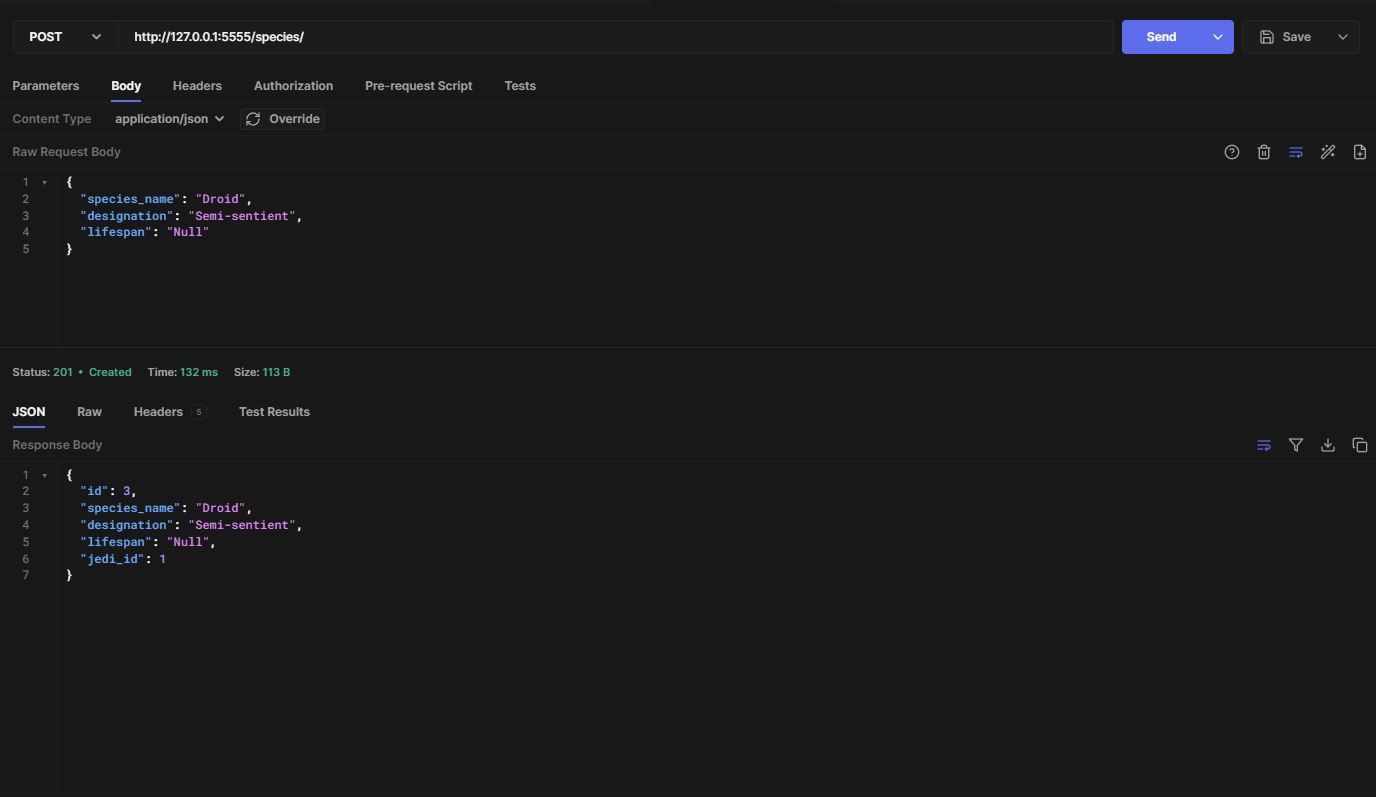 POST http://127.0.0.1:5555/species/ Send Save
Parameters Body Headers Authorization Pre-request Script Tests
Content Type application/json Override
Raw Request Body
1 {
2 "species_name": "Droid",
3 "designation": "Semi-sentient",
4 "lifespan": "Null"
5 }
Status: 201 • Created Time: 132 ms Size: 113 B
JSON Raw Headers 5 Test Results
Response Body
1 {
2 "id": 3,
3 "species_name": "Droid",
4 "designation": "Semi-sentient",
5 "lifespan": "Null",
6 "jedi_id": 1
7 }